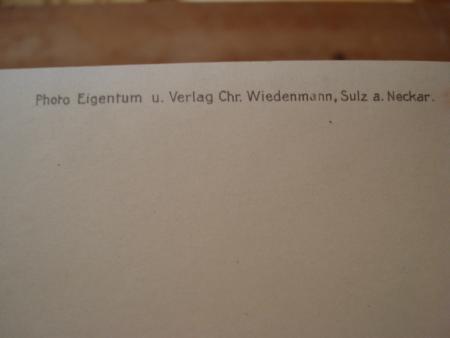 Photo Eigentum u. Verlag Chr. Wiedenmann, Sulz a. Neckar.